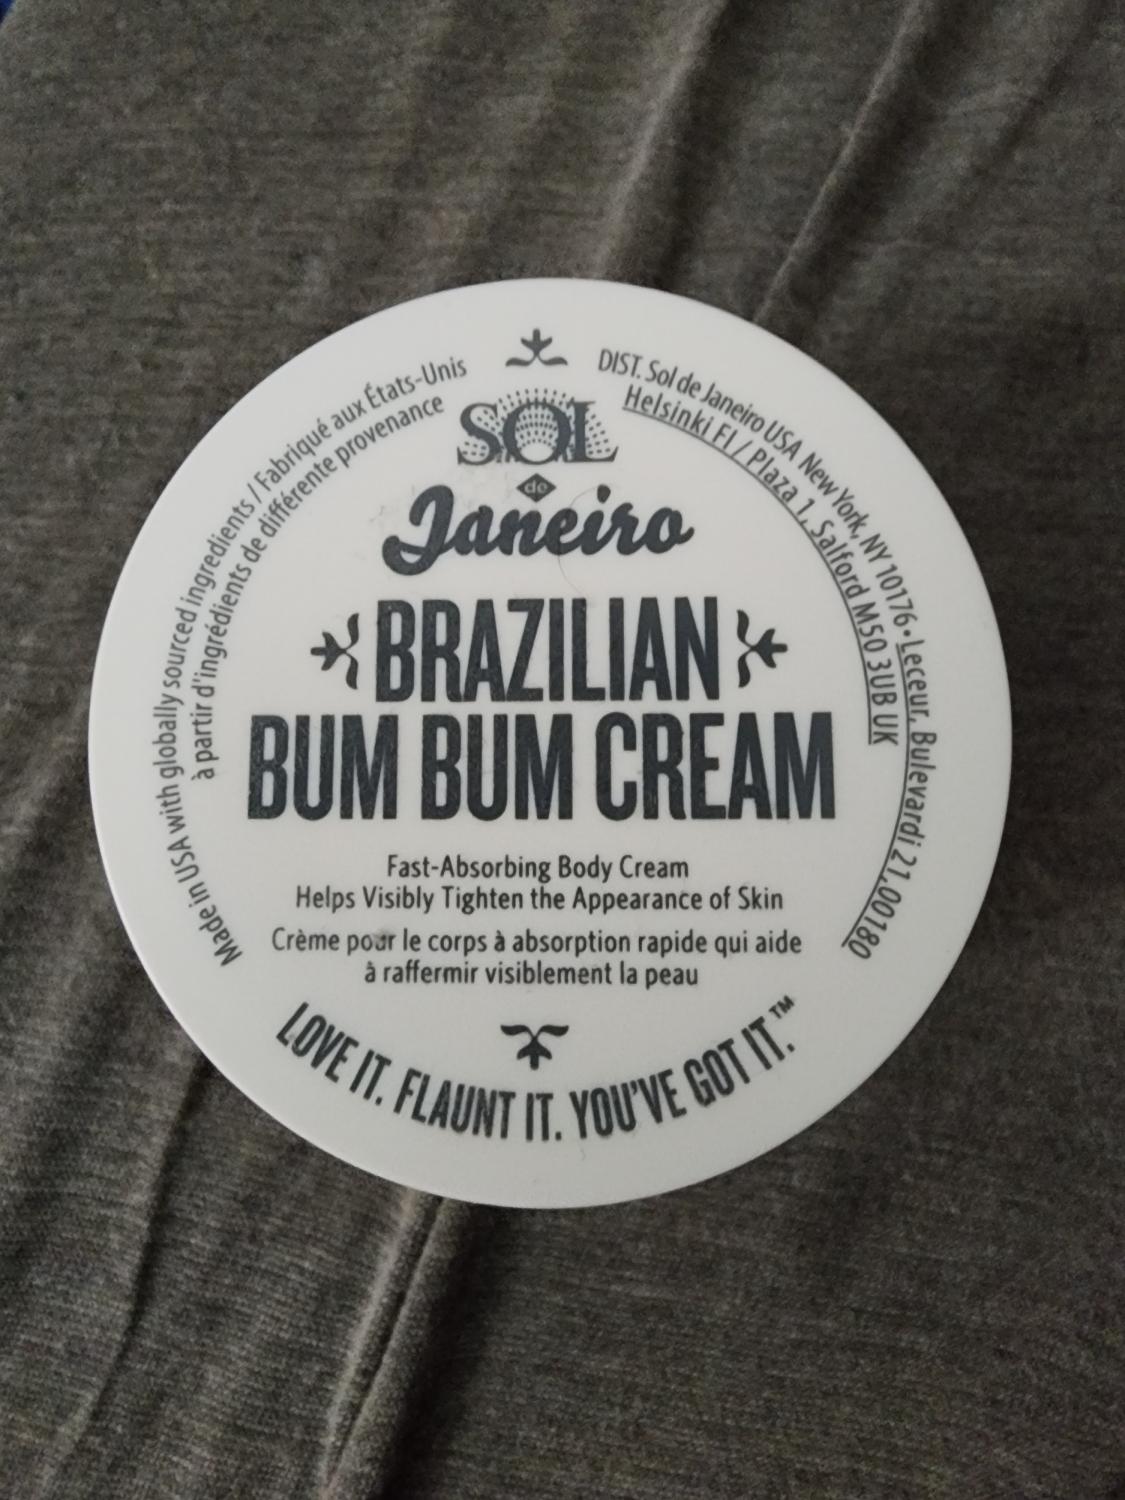 SOL
de
Janeiro
BRAZILIAN
BUM BUM CREAM
Fast-Absorbing Body Cream
Helps Visibly Tighten the Appearance of Skin
Crème pour le corps à absorption rapide qui aide
à raffermir visiblement la peau
LOVE IT. FLAUNT IT. YOU'VE GOT IT.™
Made in USA with globally sourced ingredients / Fabriqué aux États-Unis
à partir d'ingrédients de différente provenance
DIST. Sol de Janeiro USA New York, NY 10176 • Leceur, Bulevardi 21,00180
Helsinki FI / Plaza 1, Salford M50 3UB UK